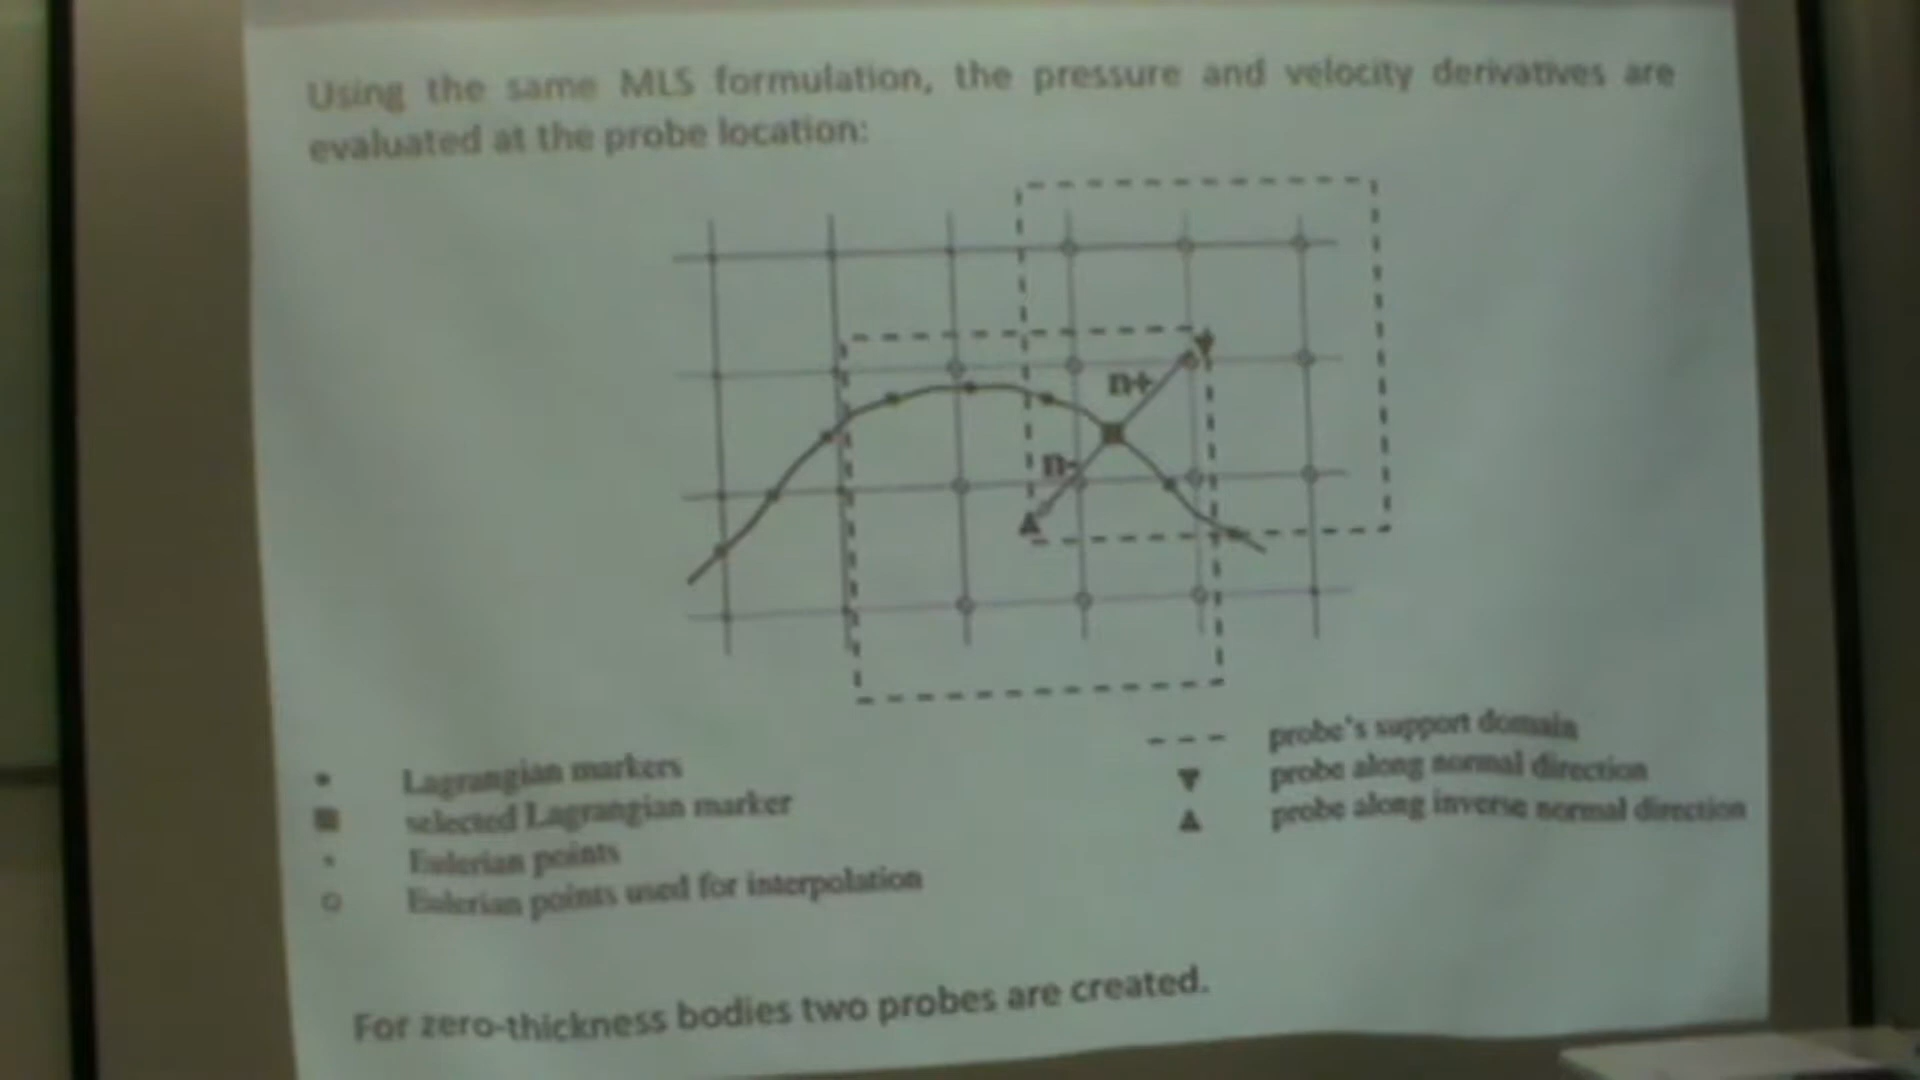 Using the same MLS formulation, the pressure and velocity derivatives are
evaluated at the probe location:
n+
n-
Lagrangian markers
selected Lagrangian marker
Eulerian points
Eulerian points used for interpolation
probe's support domain
probe along normal direction
probe along inverse normal direction
For zero-thickness bodies two probes are created.